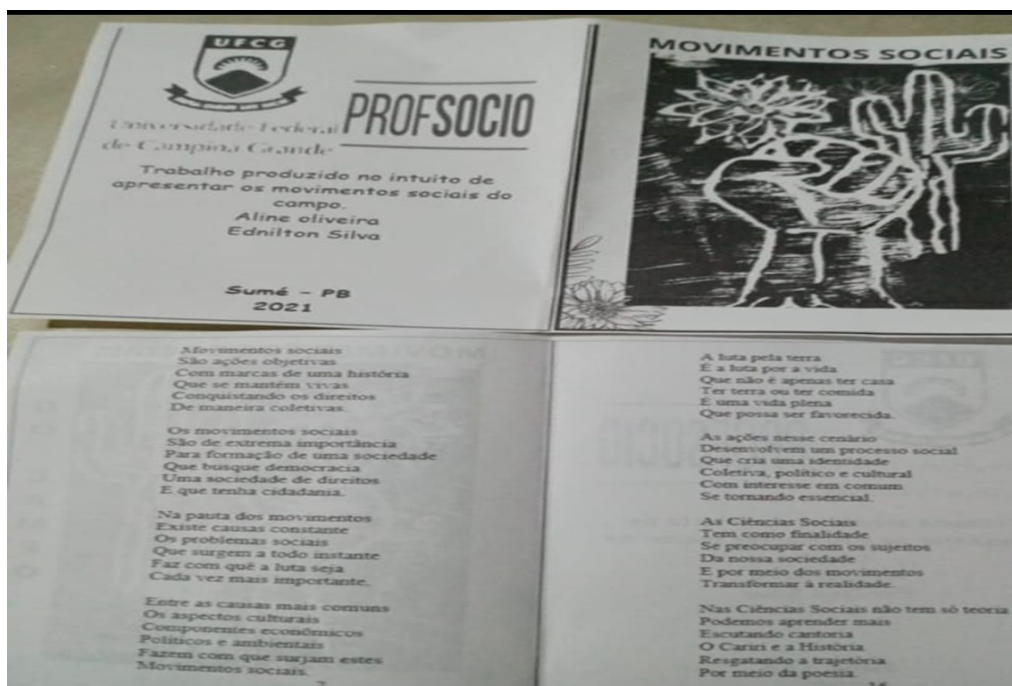 UFCG
Universidade Federal
de Campina Grande
PROFSOCIO
Trabalho produzido no intuito de
apresentar os movimentos sociais do
campo.
Aline oliveira
Ednilton Silva
Sumé - PB
2021
MOVIMENTOS SOCIAIS
Movimentos sociais
São ações objetivas
Com marcas de uma história
Que se mantém vivas
Conquistando os direitos
De maneira coletivas.
Os movimentos sociais
São de extrema importância
Para formação de uma sociedade
Que busque democracia
Uma sociedade de direitos
E que tenha cidadania.
Na pauta dos movimentos
Existe causas constante
Os problemas sociais
Que surgem a todo instante
Faz com quê a luta seja
Cada vez mais importante.
Entre as causas mais comuns
Os aspectos culturais
Componentes econômicos
Políticos e ambientais
Fazem com que surjam estes
Movimentos sociais.
A luta pela terra
É a luta por a vida
Que não é apenas ter casa
Ter terra ou ter comida
É uma vida plena
Que possa ser favorecida.
As ações nesse cenário
Desenvolvem um processo social
Que cria uma identidade
Coletiva, político e cultural
Com interesse em comum
Se tornando essencial.
As Ciências Sociais
Tem como finalidade
Se preocupar com os sujeitos
Da nossa sociedade
E por meio dos movimentos
Transformar à realidade.
Nas Ciências Sociais não tem só teoria
Podemos aprender mais
Escutando cantoria
O Cariri e a História
Resgatando a trajetória
Por meio da poesia.